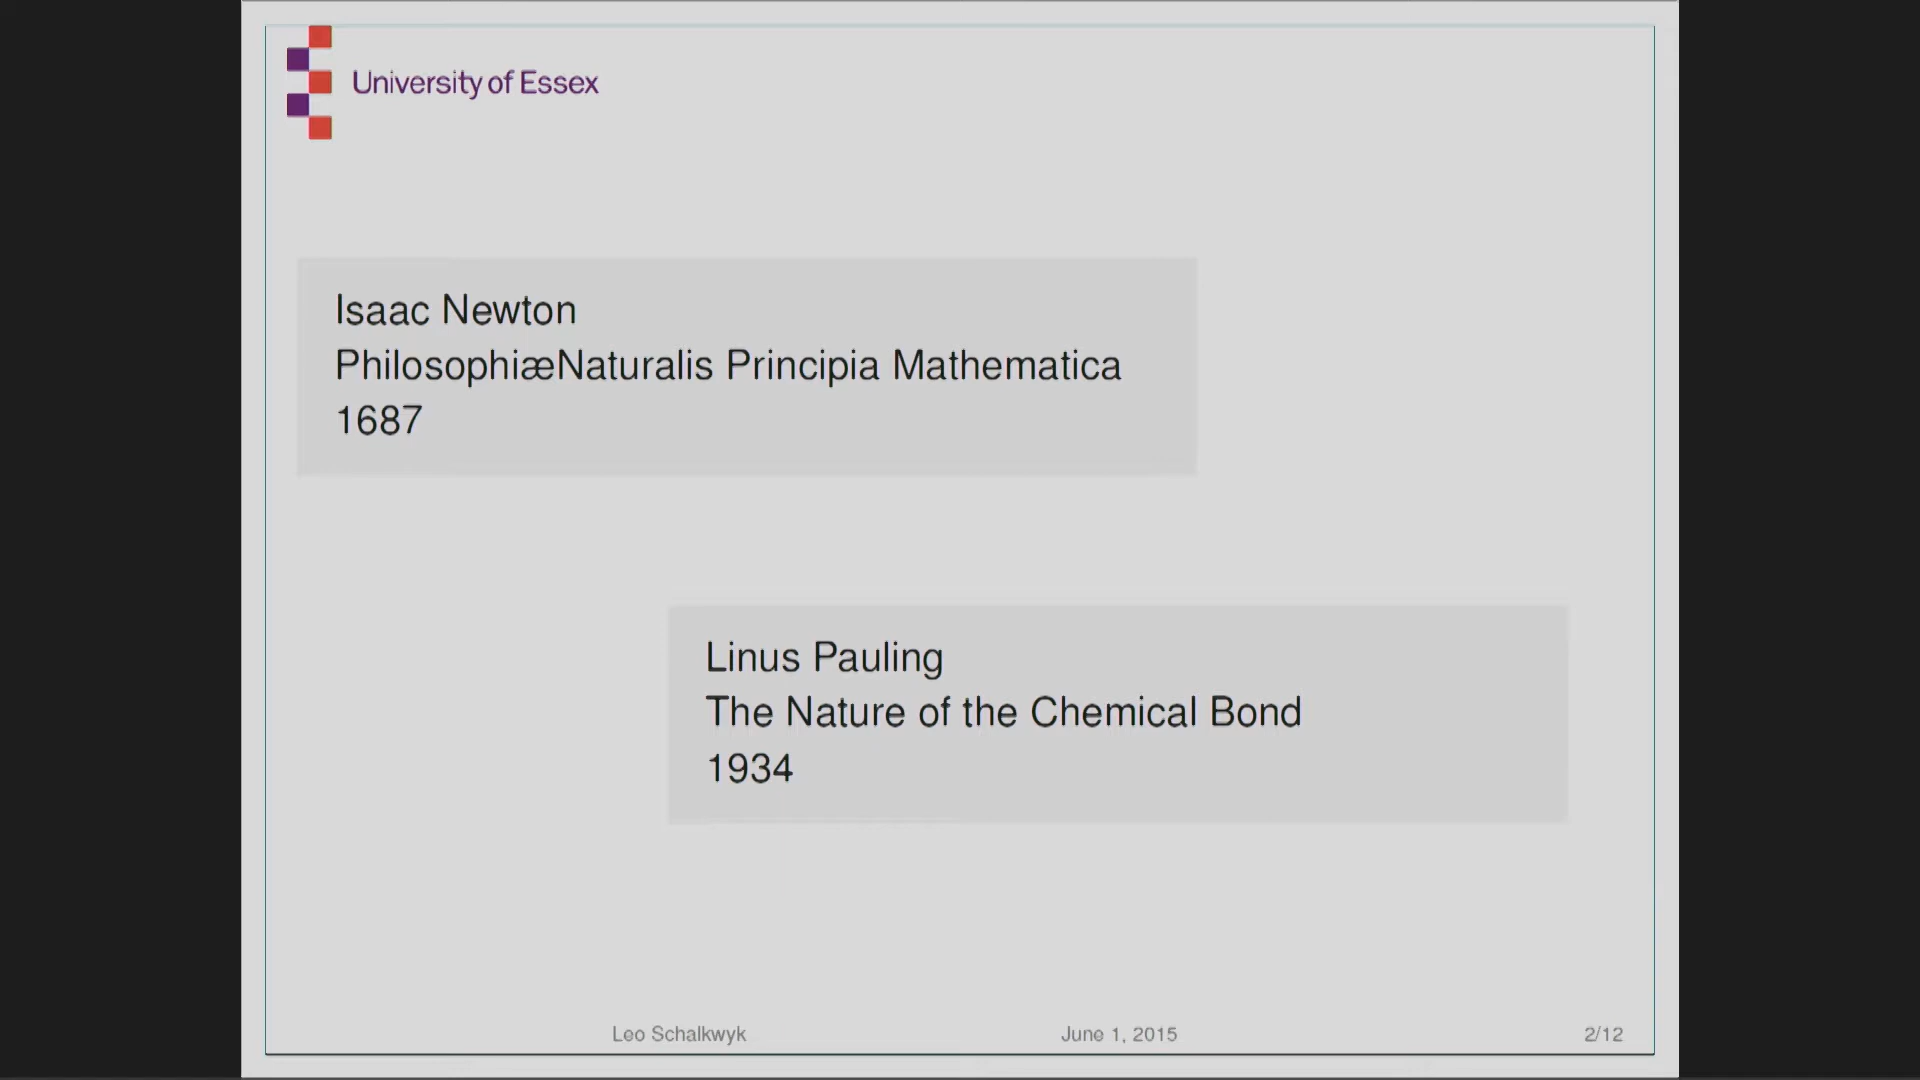 University of Essex
Isaac Newton
PhilosophiæNaturalis Principia Mathematica
1687
Linus Pauling
The Nature of the Chemical Bond
1934
Leo Schalkwyk
June 1, 2015
2/12